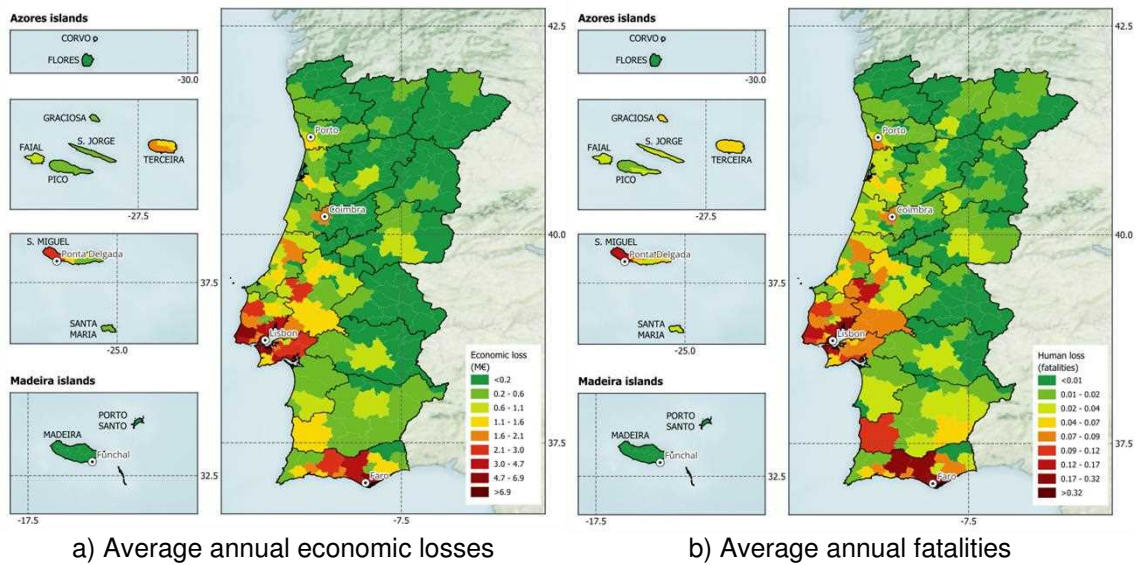 Azores islands
CORVO
FLORES
-30.0
GRACIOSA
S. JORGE
FAIAL
TERCEIRA
PICO
-27.5
S. MIGUEL
Ponta Delgada
37.5
SANTA
MARIA
-25.0
Madeira islands
PORTO
SANTO
MADEIRA
Funchal
32.5
-17.5
42.5
Porto
Coimbra
40.0
Lisbon
Economic loss
(M€)
<0.2
0.2 - 0.6
0.6 - 1.1
1.1 - 1.6
1.6 - 2.1
2.1 - 3.0
3.0 - 4.7
4.7 - 6.9
>6.9
37.5
Faro
-7.5
a) Average annual economic losses
Azores islands
CORVO
FLORES
-30.0
GRACIOSA
S. JORGE
FAIAL
TERCEIRA
PICO
-27.5
S. MIGUEL
Ponta Delgada
37.5
SANTA
MARIA
-25.0
Madeira islands
PORTO
SANTO
MADEIRA
Funchal
32.5
-17.5
42.5
Porto
Coimbra
40.0
Lisbon
Human loss
(fatalities)
<0.01
0.01 - 0.02
0.02 - 0.04
0.04 - 0.07
0.07 - 0.09
0.09 - 0.12
0.12 - 0.17
0.17 - 0.32
>0.32
37.5
Faro
-7.5
b) Average annual fatalities